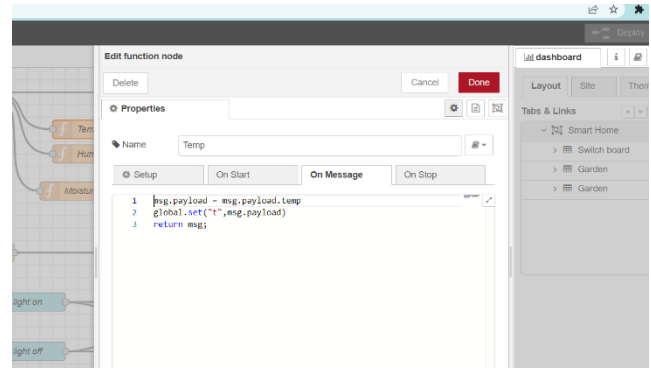 Deploy
Edit function node
dashboard
i
Delete
Cancel
Done
Layout
Site
Them
Properties
Tabs & Links
Tem
Name
Temp
Smart Home
Hum
Switch board
Setup
On Start
On Message
On Stop
Garden
Moistur
Garden
1 msg.payload = msg.payload.temp
2 global.set("t",msg.payload)
3 return msg;
light on
light off